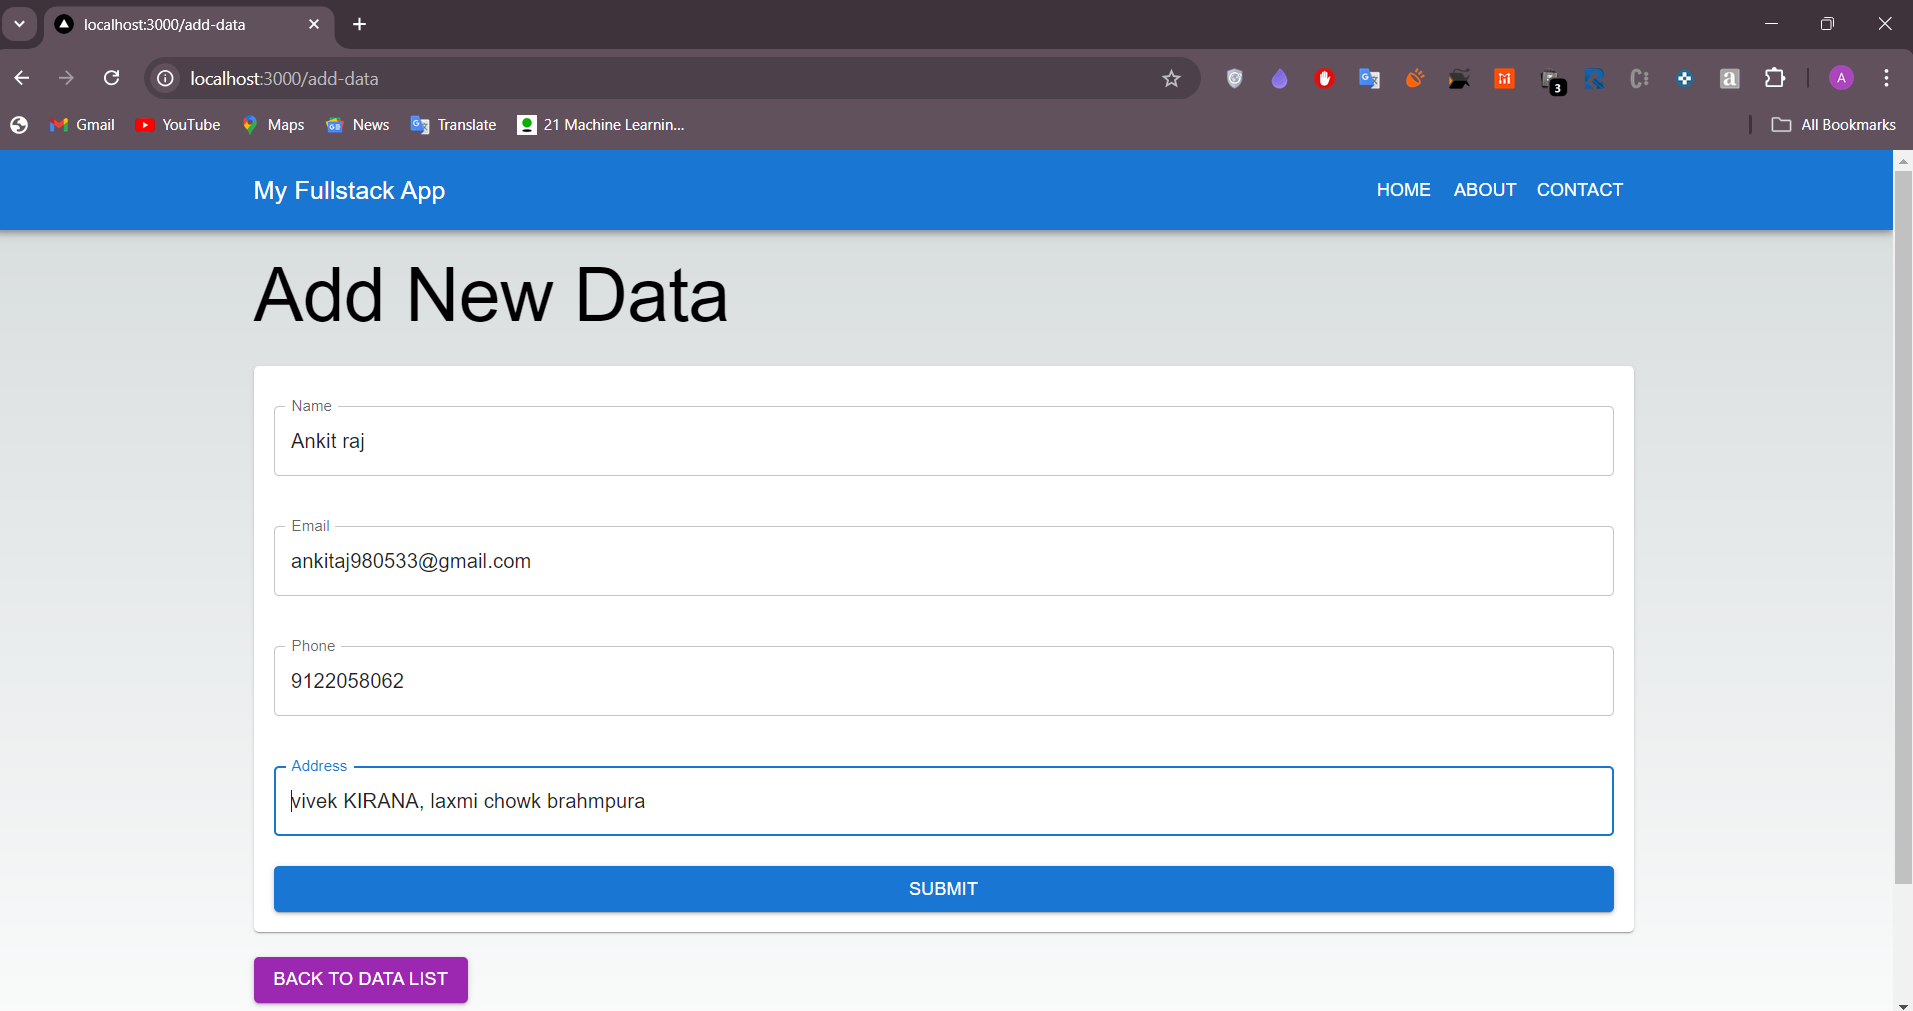 localhost:3000/add-data
localhost:3000/add-data
3
A
Gmail YouTube Maps News Translate 21 Machine Learnin... All Bookmarks
My Fullstack App HOME ABOUT CONTACT
Add New Data
Name
Ankit raj
Email
ankitaj980533@gmail.com
Phone
9122058062
Address
vivek KIRANA, laxmi chowk brahmpura
SUBMIT
BACK TO DATA LIST